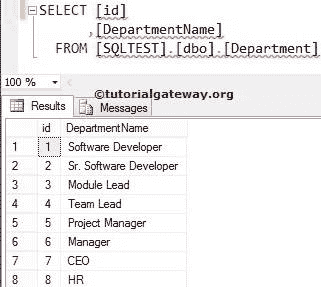 SELECT [id]
,[DepartmentName]
FROM [SQLTEST].[dbo].[Department]
100 %
©tutorialgateway.org
Results Messages
id DepartmentName
1 1 Software Developer
2 2 Sr. Software Developer
3 3 Module Lead
4 4 Team Lead
5 5 Project Manager
6 6 Manager
7 7 CEO
8 8 HR